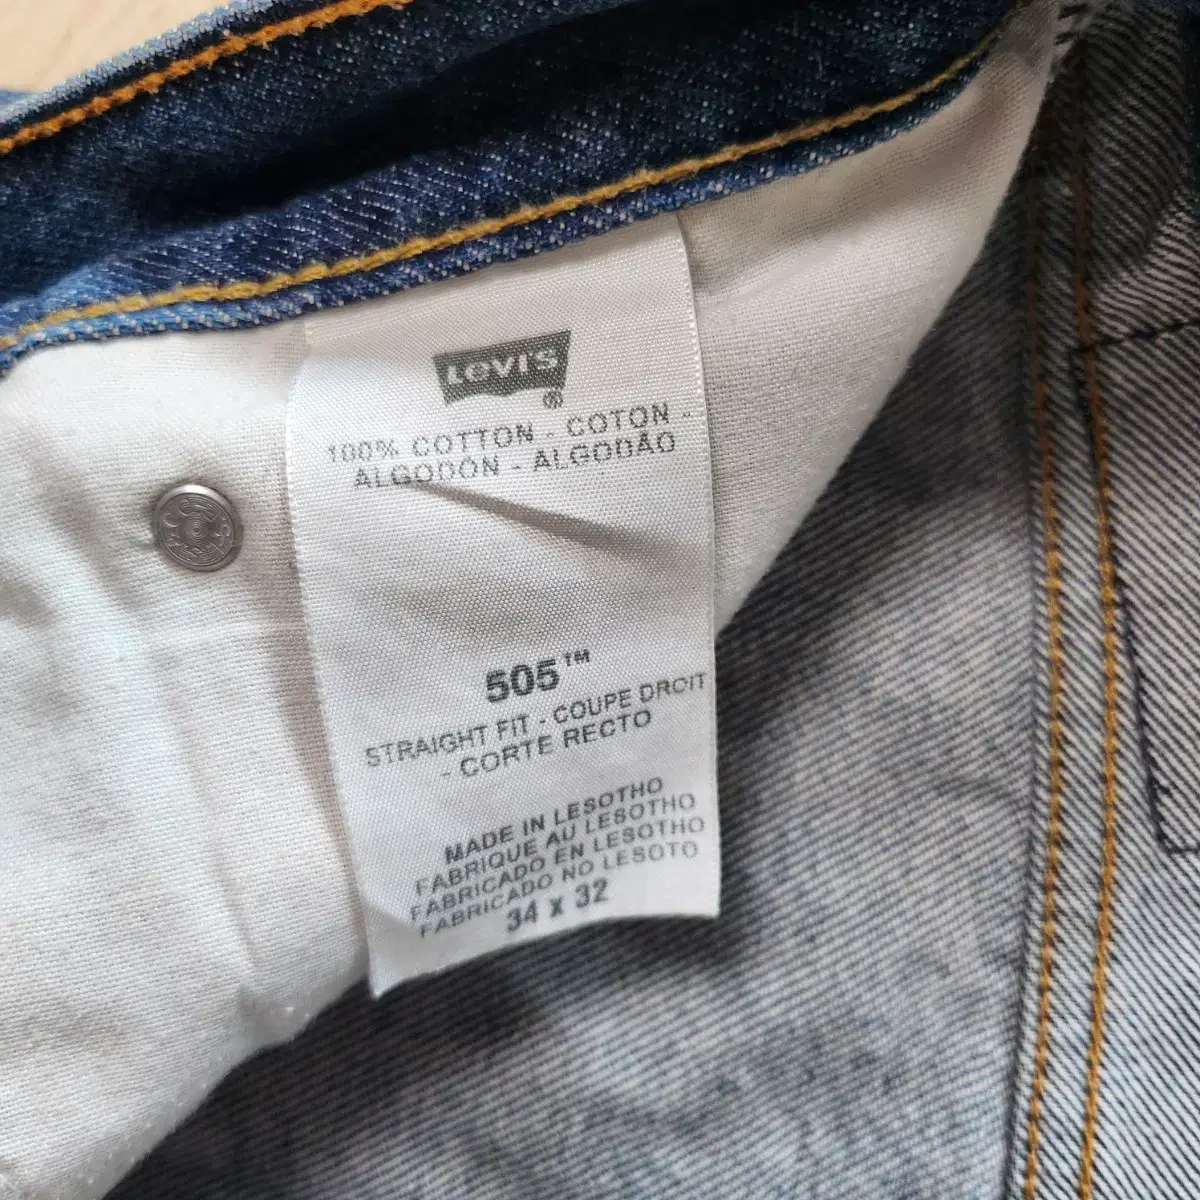 LeVI'S
®
100% COTTON - COTON -
ALGODÓN - ALGODÃO
505™
STRAIGHT FIT - COUPE DROIT
- CORTE RECTO
MADE IN LESOTHO
FABRIQUE AU LESOTHO
FABRICADO EN LESOTHO
FABRICADO NO LESOTO
34 x 32